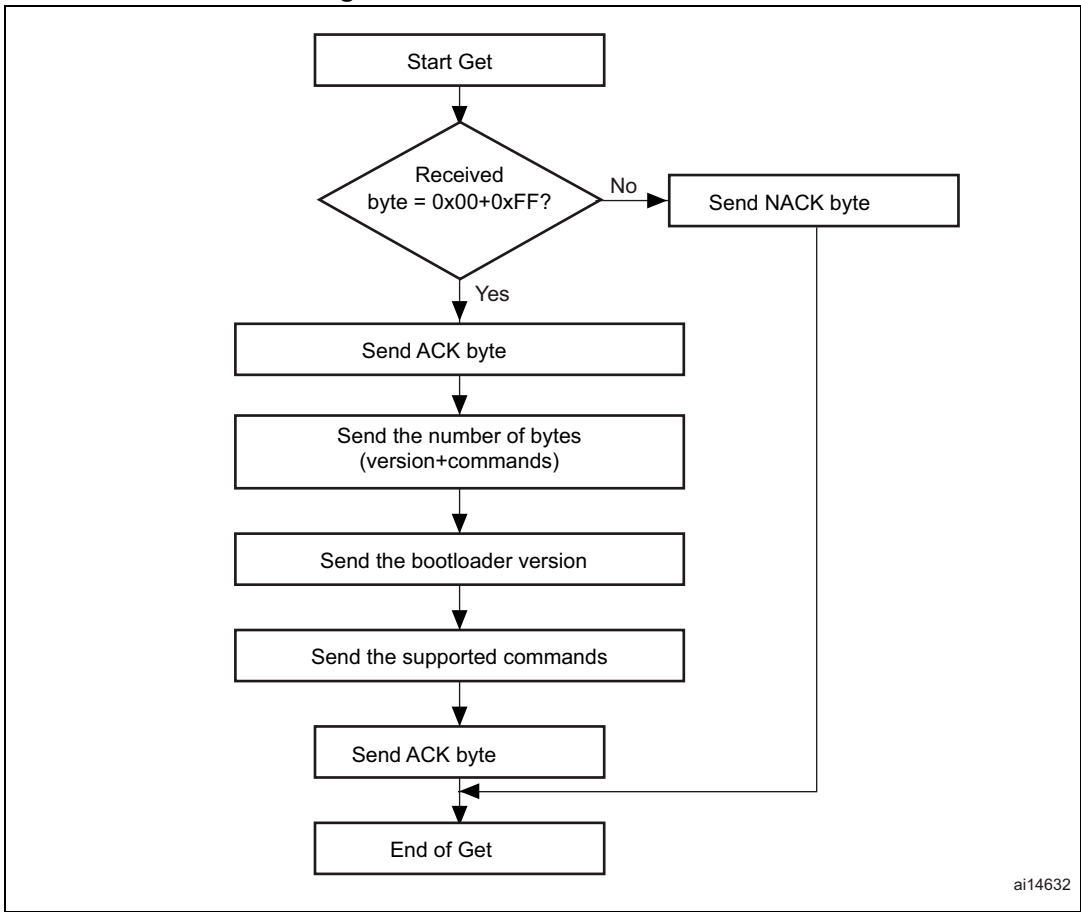 Start Get
Received
byte = 0x00+0xFF?
No
Send NACK byte
Yes
Send ACK byte
Send the number of bytes
(version+commands)
Send the bootloader version
Send the supported commands
Send ACK byte
End of Get
ai14632